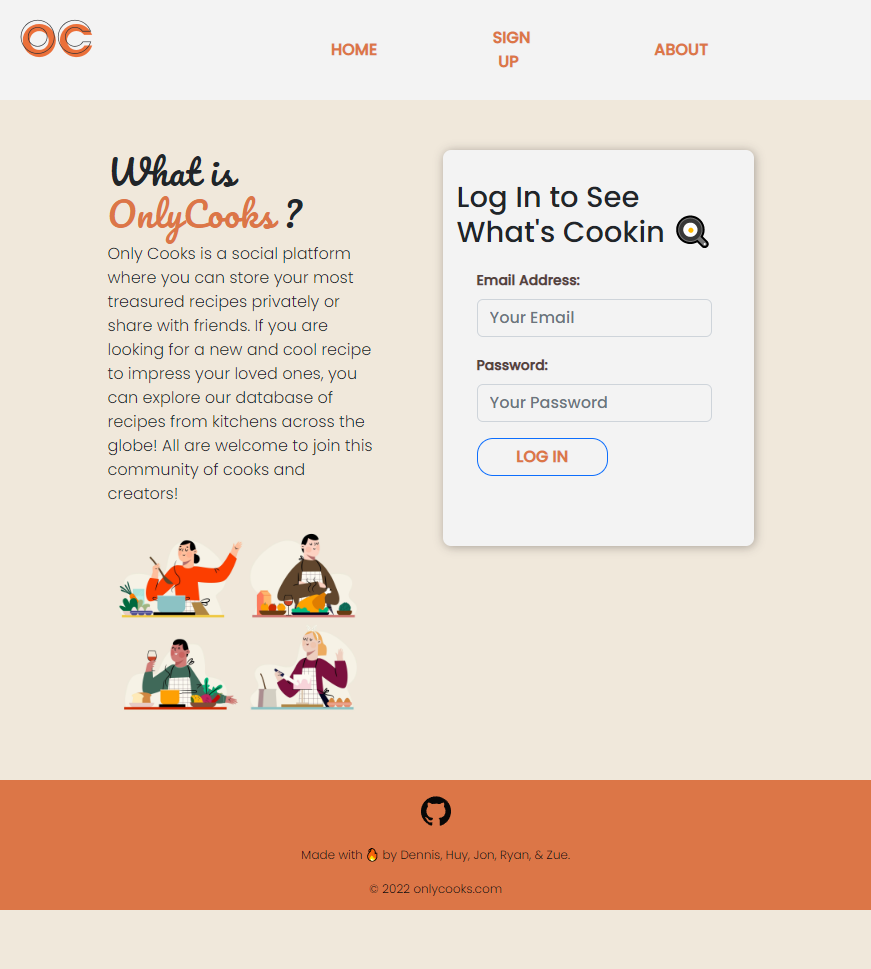 OC
HOME
SIGN
UP
ABOUT
What is
OnlyCooks ?
Only Cooks is a social platform
where you can store your most
treasured recipes privately or
share with friends. If you are
looking for a new and cool recipe
to impress your loved ones, you
can explore our database of
recipes from kitchens across the
globe! All are welcome to join this
community of cooks and
creators!
Log In to See
What's Cookin 🍳
Email Address:
Your Email
Password:
Your Password
LOG IN
Made with 🔥 by Dennis, Huy, Jon, Ryan, & Zue.
© 2022 onlycooks.com